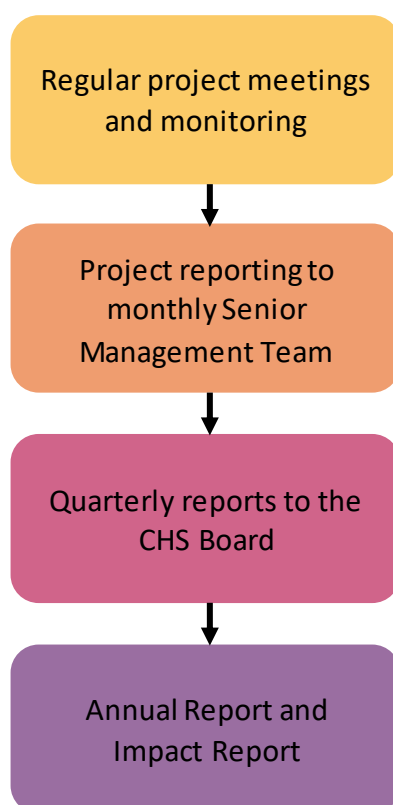 Regular project meetings
and monitoring
Project reporting to
monthly Senior
Management Team
Quarterly reports to the
CHS Board
Annual Report and
Impact Report